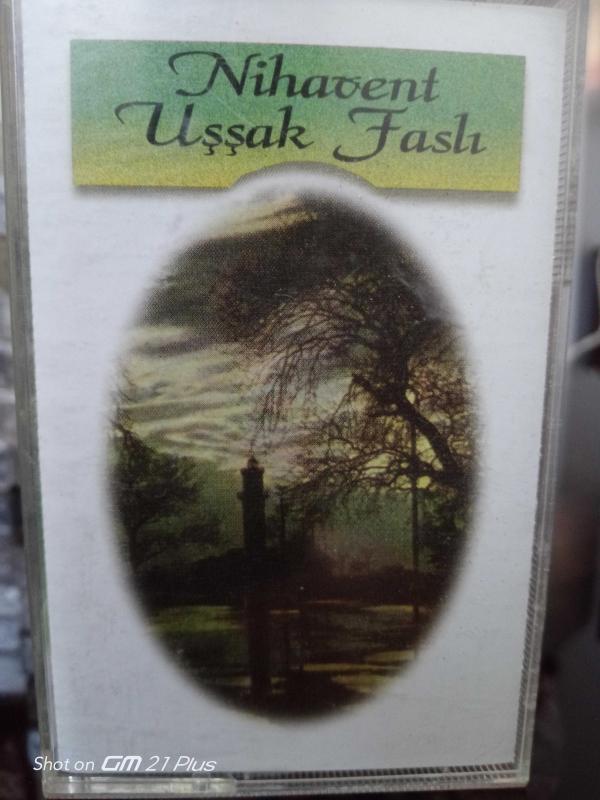 Nihavent
Uşşak Faslı
Shot on GM 21 Plus